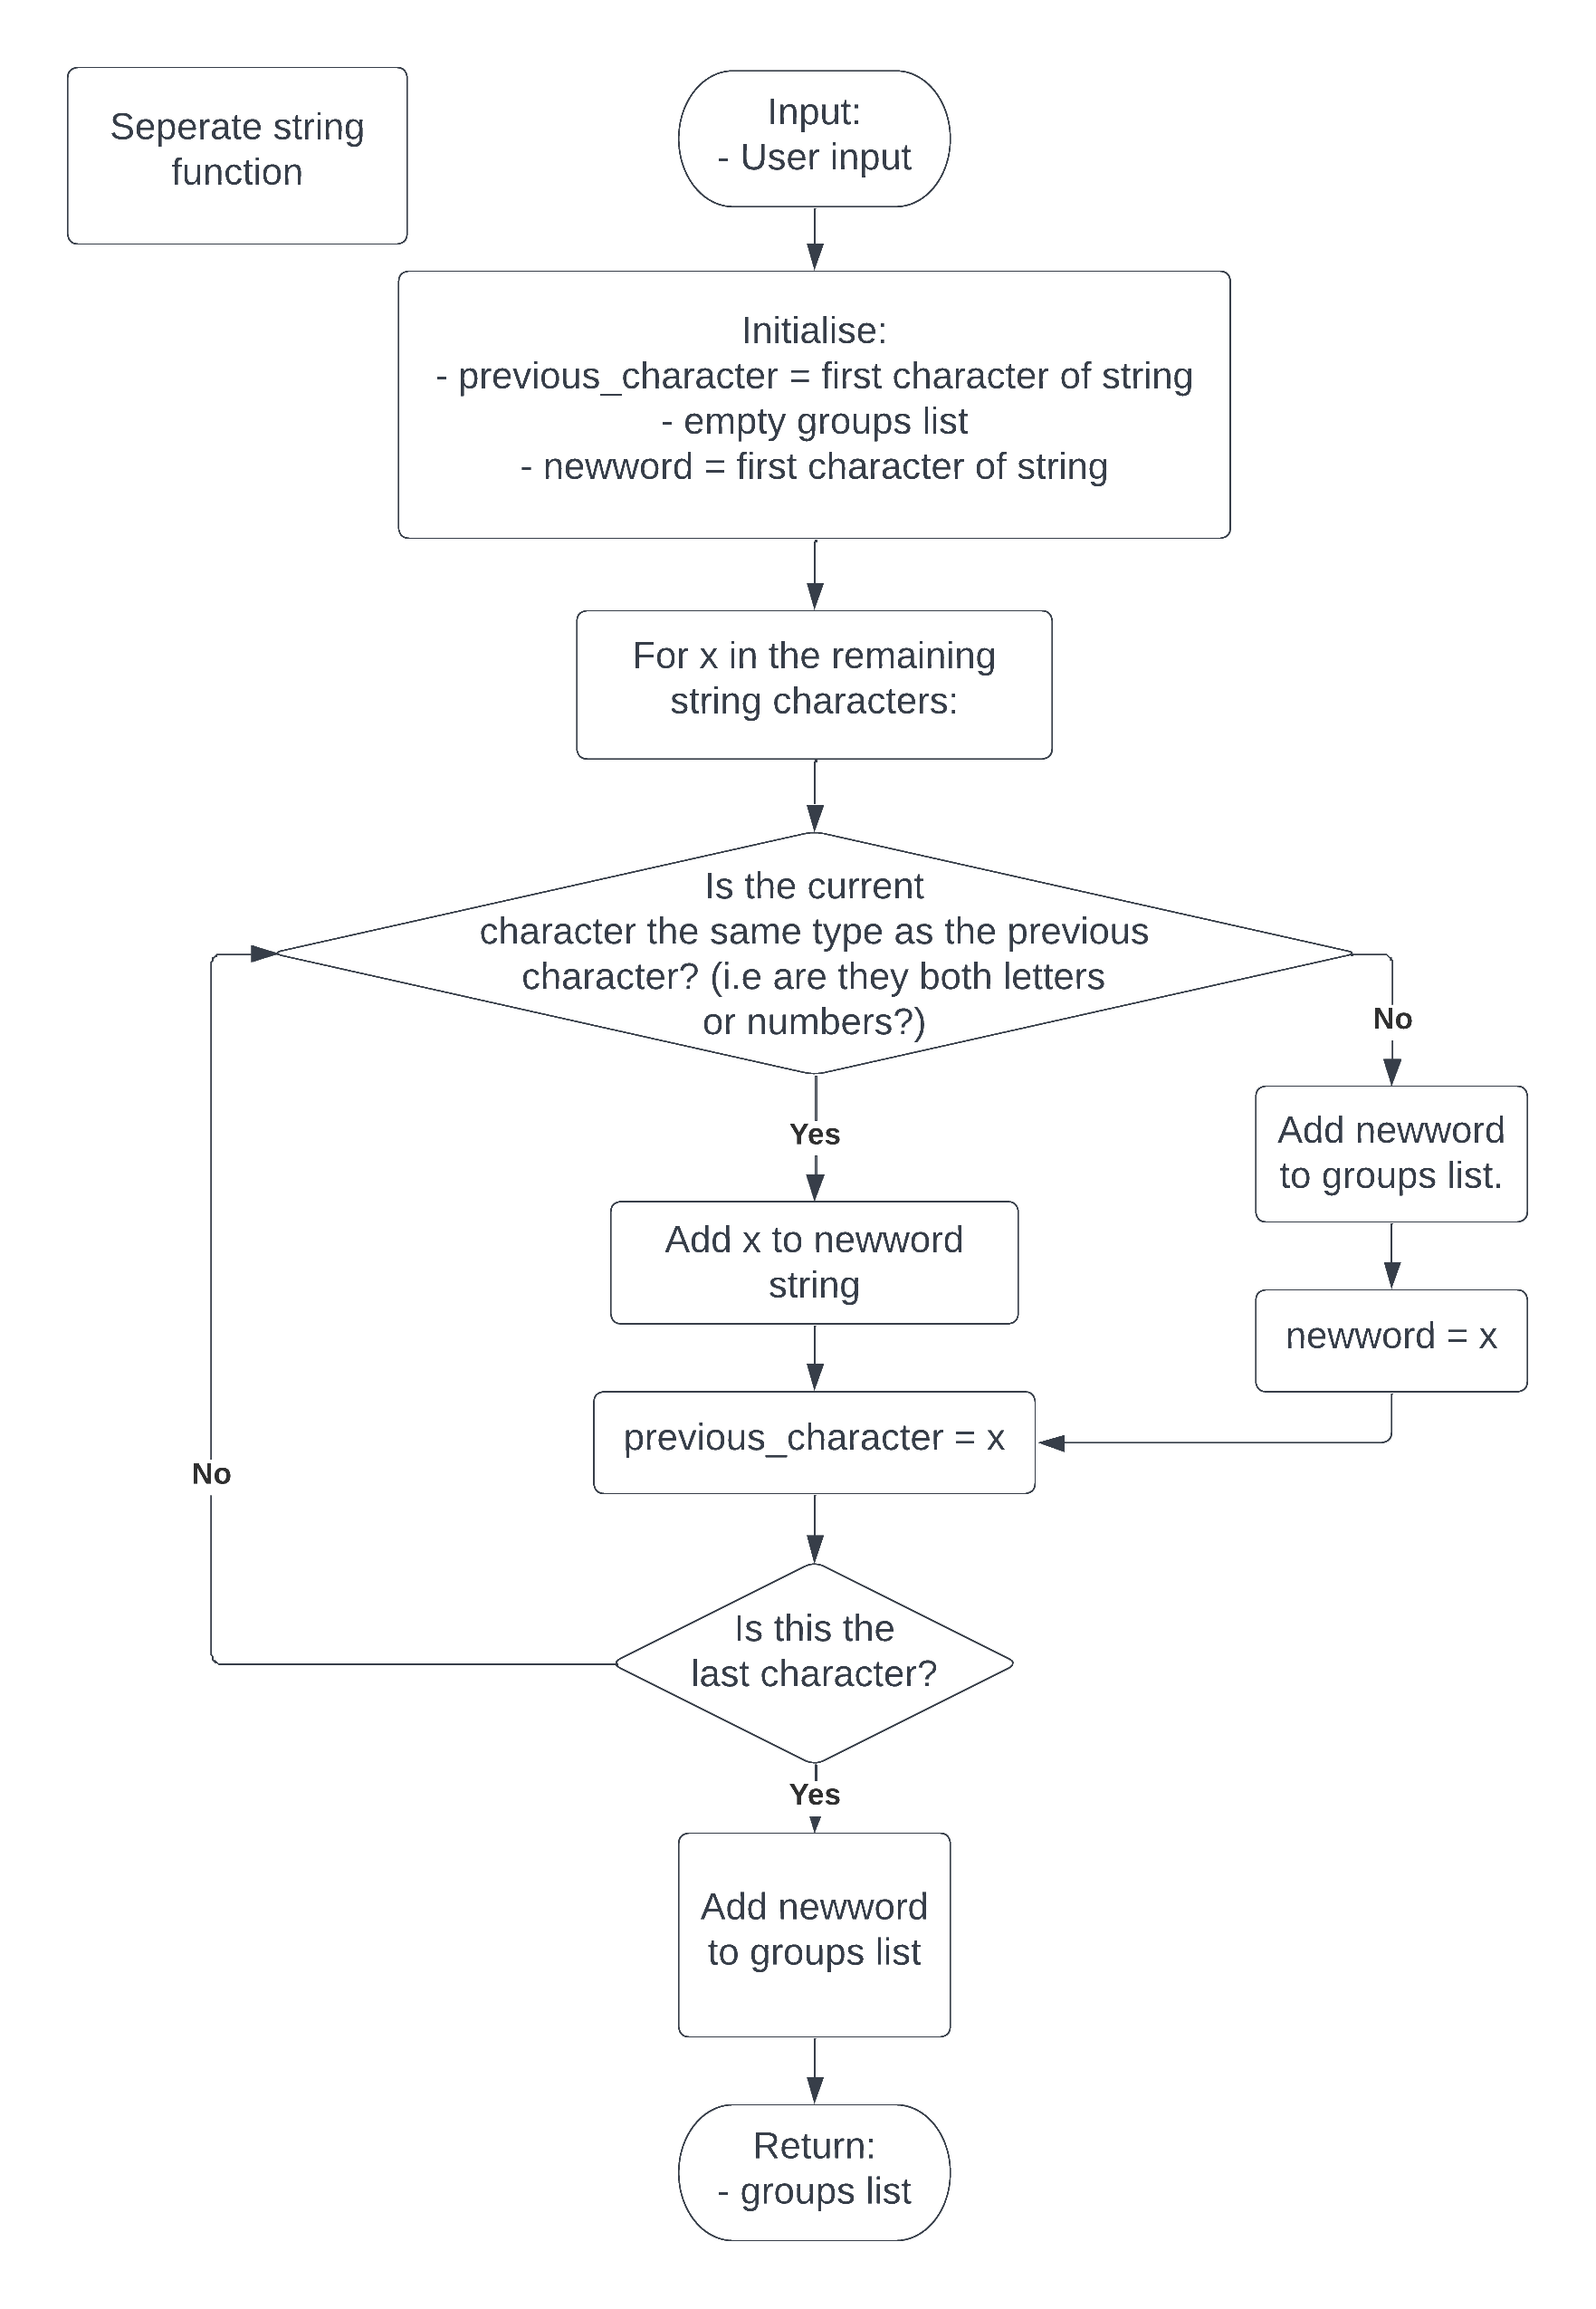 Seperate string
function
Input:
- User input
Initialise:
- previous_character = first character of string
- empty groups list
- newword = first character of string
For x in the remaining
string characters:
Is the current
character the same type as the previous
character? (i.e are they both letters
or numbers?)
No
Yes
Add newword
to groups list.
Add x to newword
string
newword = x
previous_character = x
No
Is this the
last character?
Yes
Add newword
to groups list
Return:
- groups list